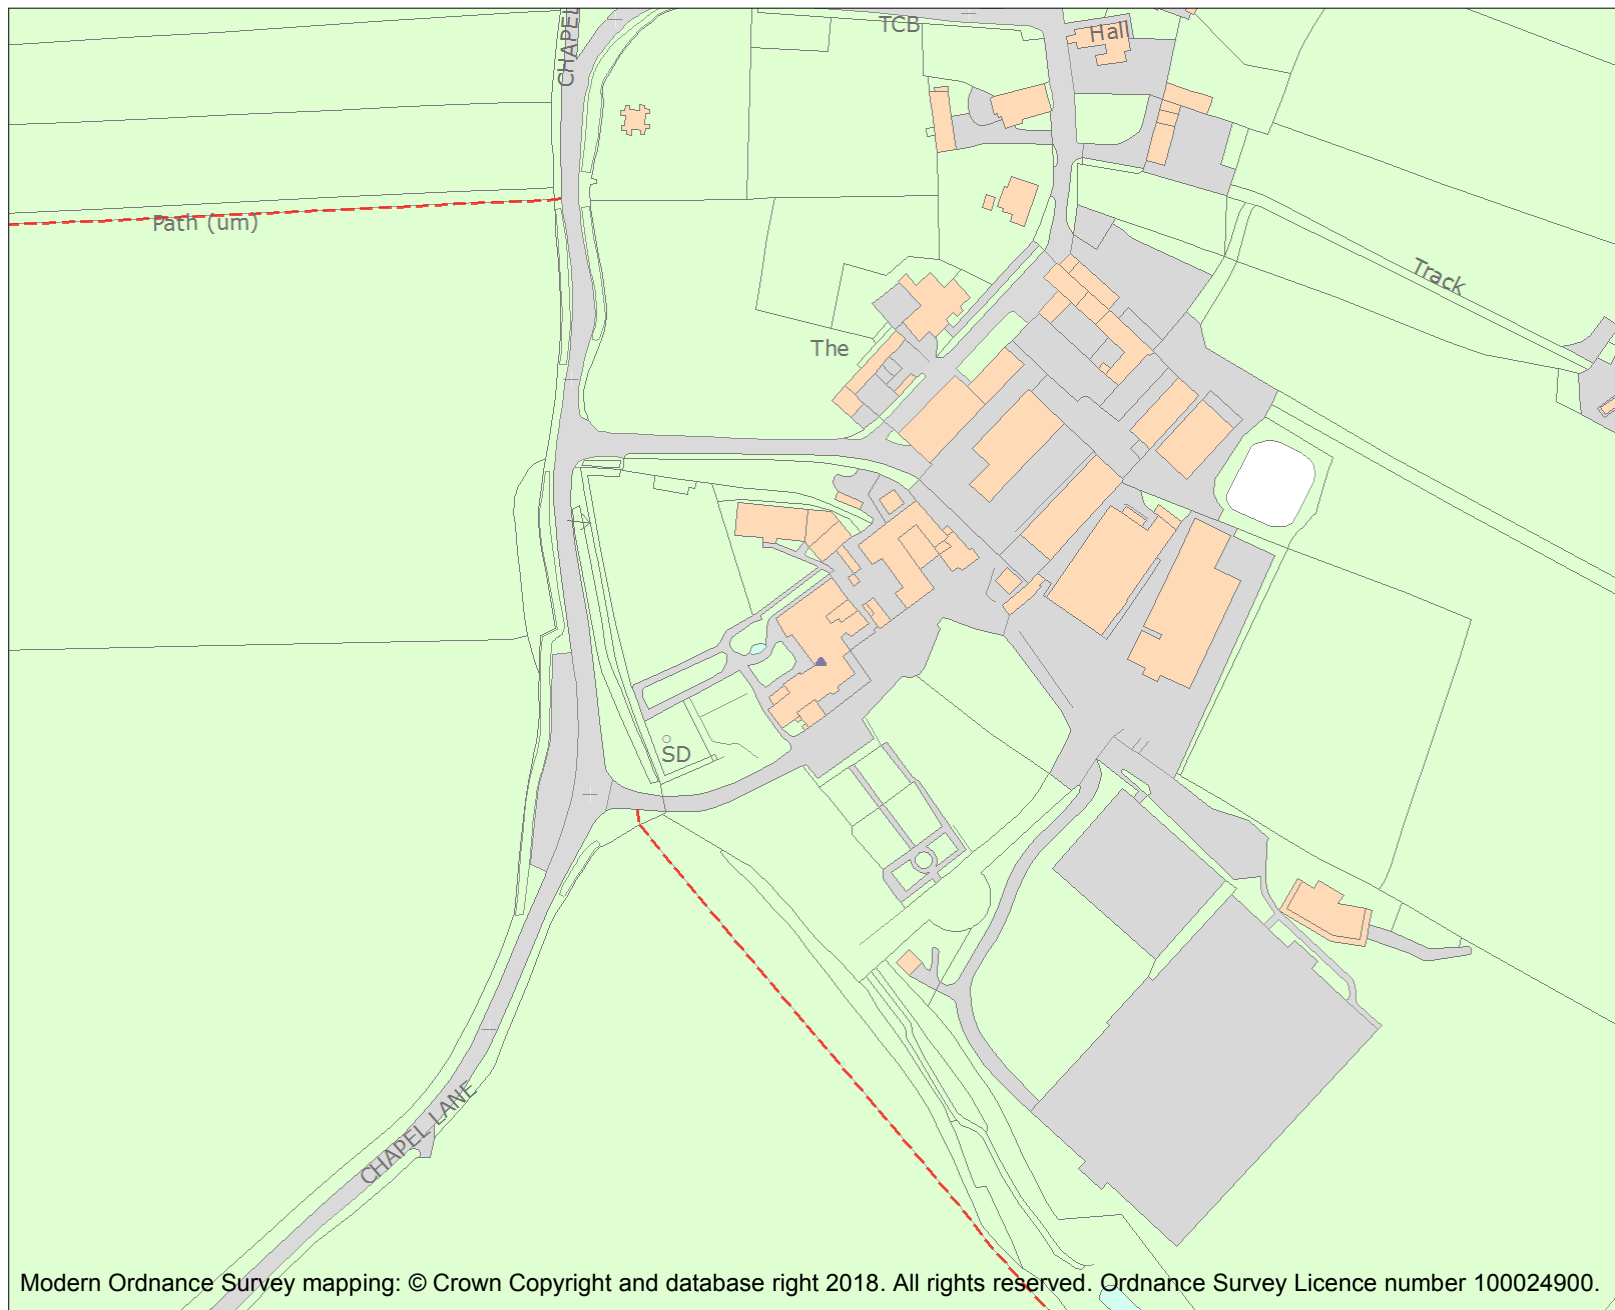 CHAPEL
TCB
Hall
Path (um)
Track
The
SD
CHAPEL LANE
Modern Ordnance Survey mapping: © Crown Copyright and database right 2018. All rights reserved. Ordnance Survey Licence number 100024900.